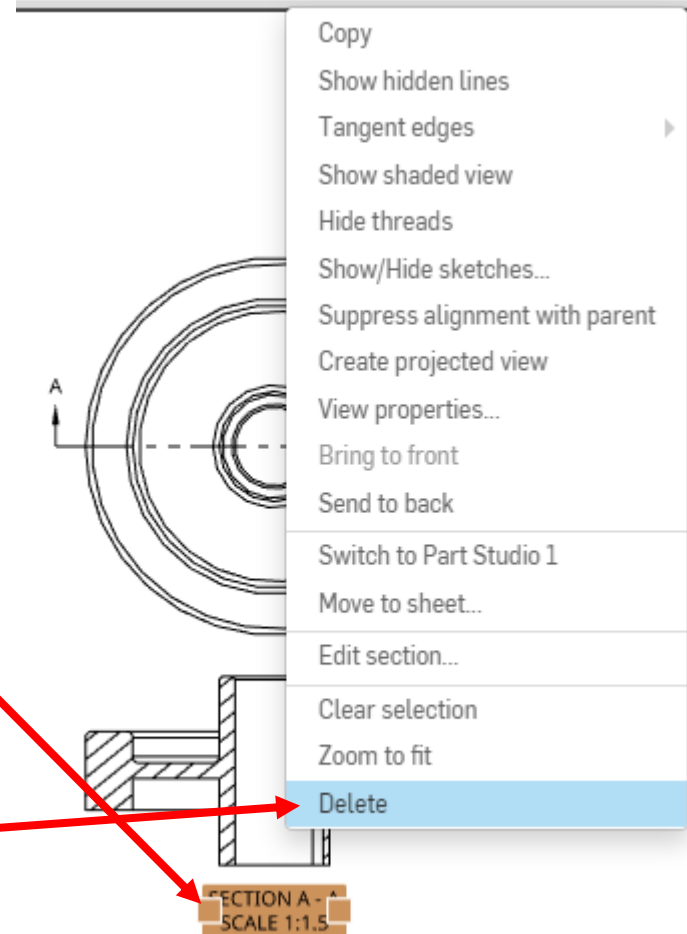 Copy
Show hidden lines
Tangent edges
Show shaded view
Hide threads
Show/Hide sketches...
Suppress alignment with parent
Create projected view
View properties...
Bring to front
Send to back
Switch to Part Studio 1
Move to sheet...
Edit section...
Clear selection
Zoom to fit
Delete
A
SECTION A - A
SCALE 1:1.5